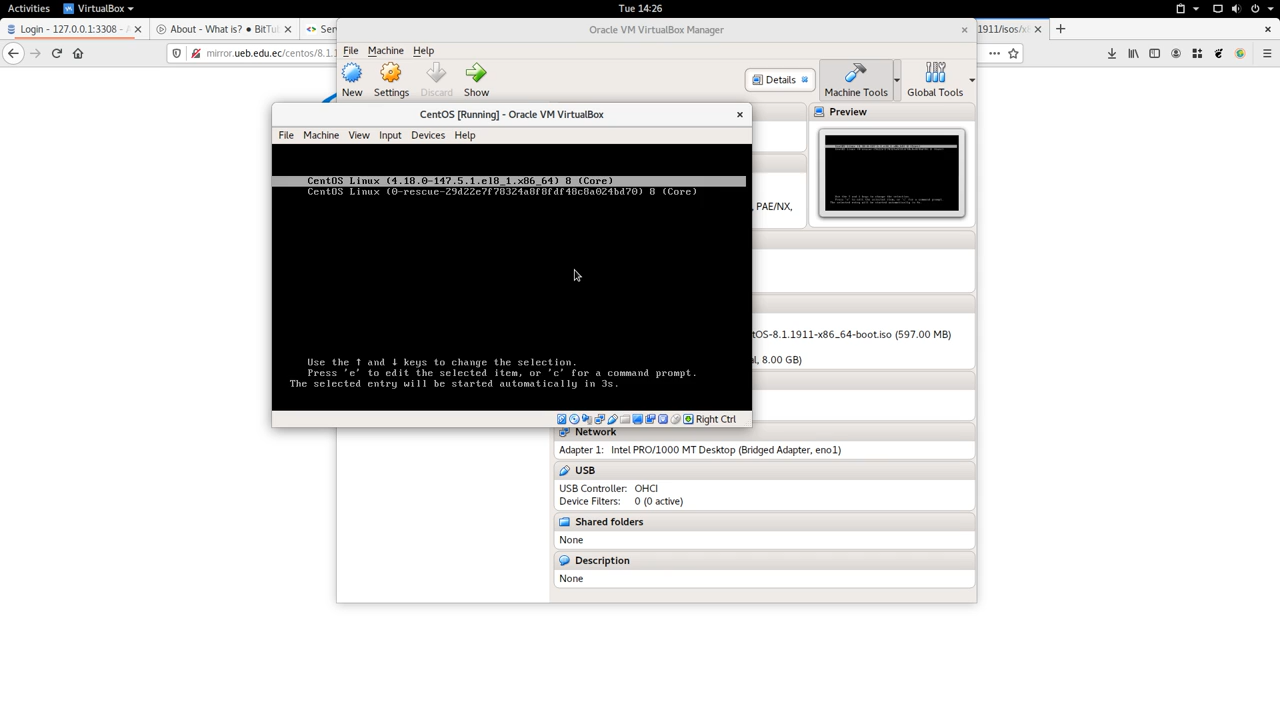 Activities VirtualBox Tue 14:26
Login - 127.0.0.1:3308 - About - What is? ● BitTu Serv 1911/isos/x8
mirror.ueb.edu.ec/centos/8.1.1
Oracle VM VirtualBox Manager
File Machine Help
New Settings Discard Show Details Machine Tools Global Tools
Preview
CentOS [Running] - Oracle VM VirtualBox
File Machine View Input Devices Help
CentOS Linux (4.18.0-147.5.1.el8_1.x86_64) 8 (Core)
CentOS Linux (0-rescue-29d22e7f78324a8f8fdf48c8a024bd70) 8 (Core)
Use the ↑ and ↓ keys to change the selection.
Press 'e' to edit the selected item, or 'c' for a command prompt.
The selected entry will be started automatically in 3s.
Right Ctrl
, PAE/NX,
tOS-8.1.1911-x86_64-boot.iso (597.00 MB)
al, 8.00 GB)
Network
Adapter 1: Intel PRO/1000 MT Desktop (Bridged Adapter, eno1)
USB
USB Controller: OHCI
Device Filters: 0 (0 active)
Shared folders
None
Description
None